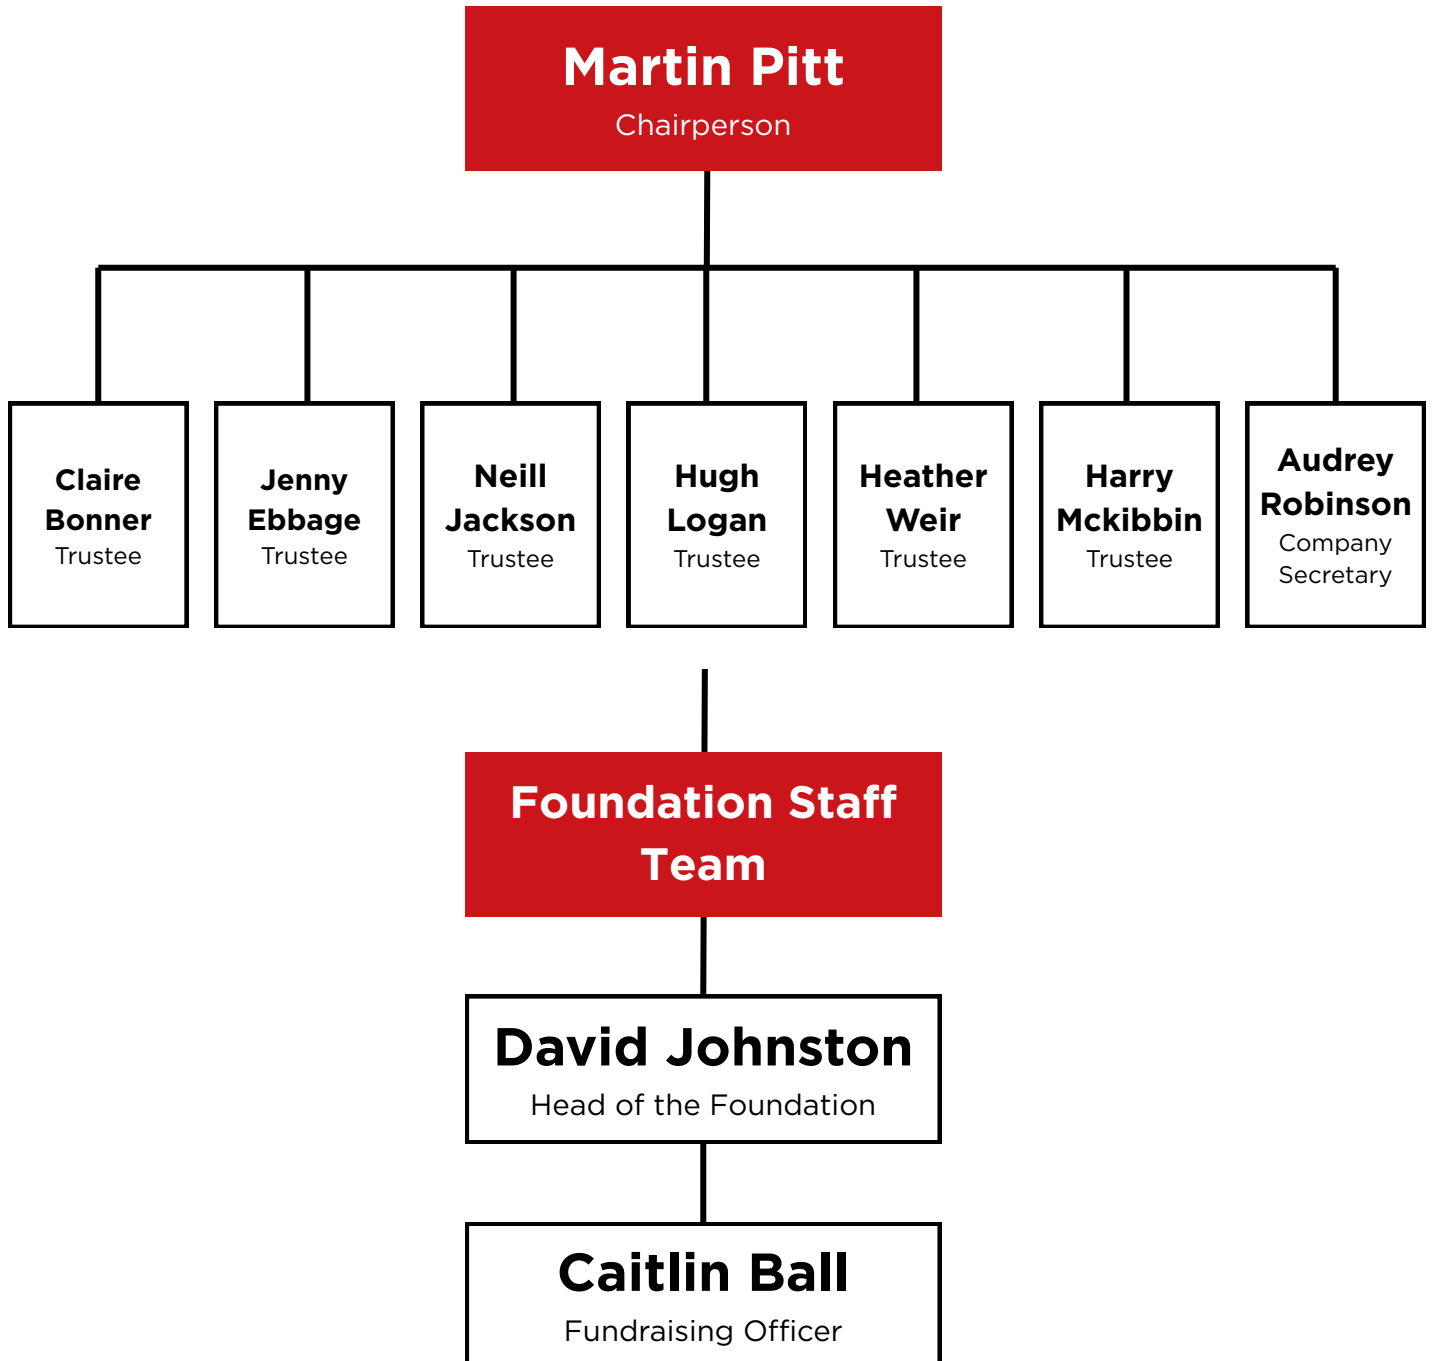 Martin Pitt
Chairperson
Claire
Bonner
Trustee
Jenny
Ebbage
Trustee
Neill
Jackson
Trustee
Hugh
Logan
Trustee
Heather
Weir
Trustee
Harry
Mckibbin
Trustee
Audrey
Robinson
Company
Secretary
Foundation Staff
Team
David Johnston
Head of the Foundation
Caitlin Ball
Fundraising Officer